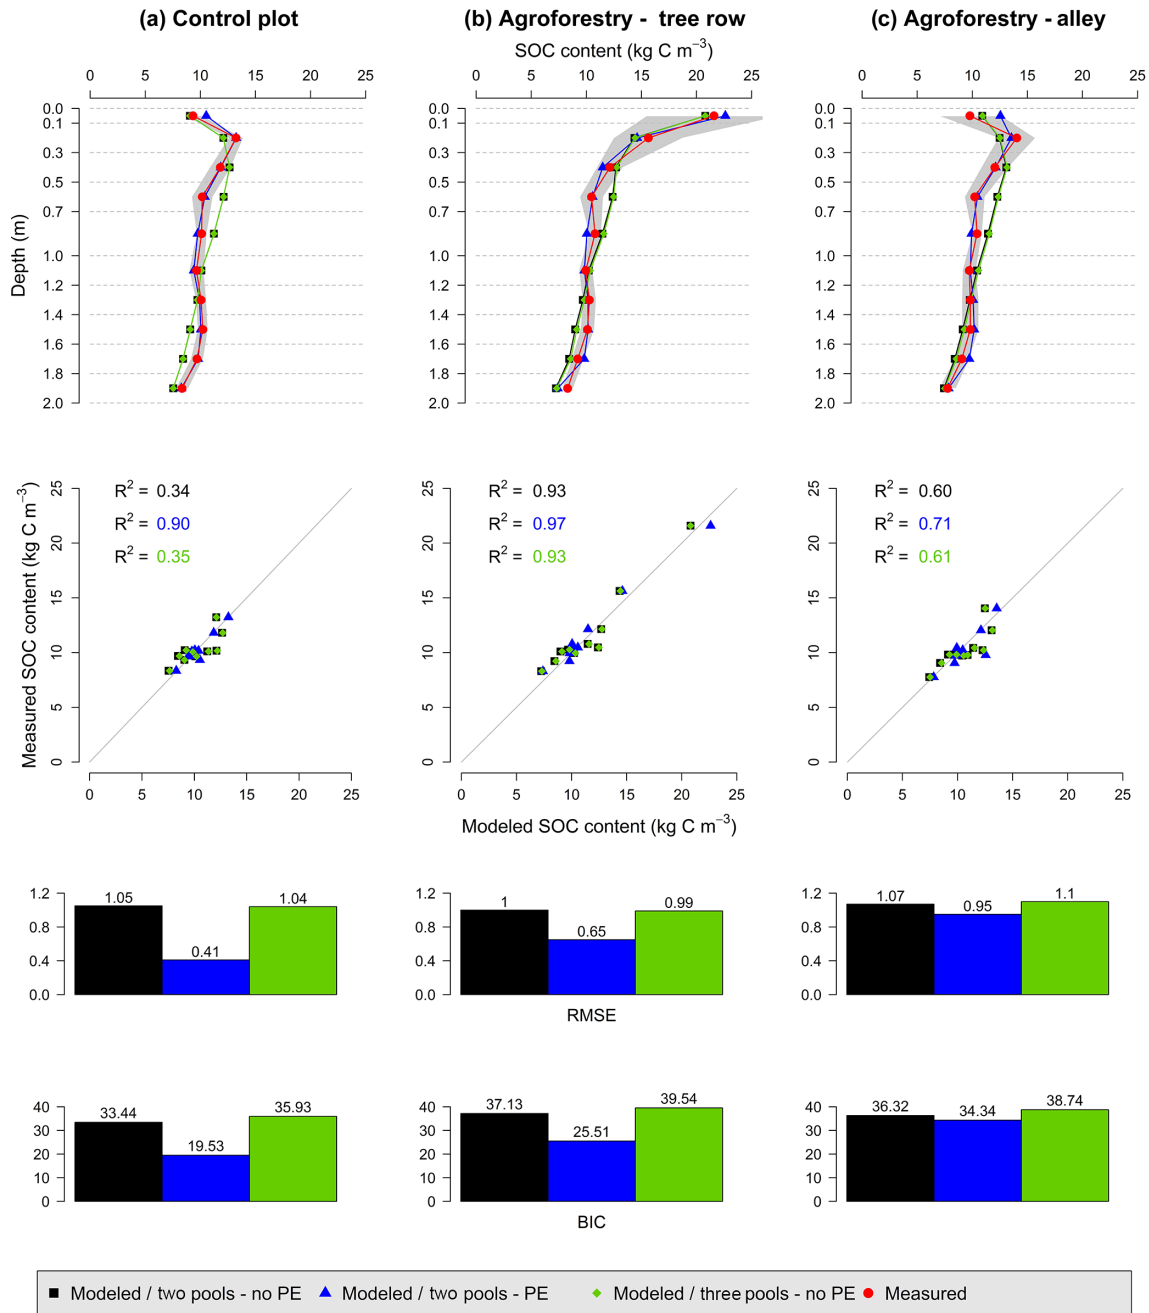 (a) Control plot (b) Agroforestry - tree row (c) Agroforestry - alley
SOC content (kg C m−3)
0 5 10 15 20 25 0 5 10 15 20 25 0 5 10 15 20 25
Depth (m)
0.0 0.0 0.0
0.1 0.1 0.1
0.3 0.3 0.3
0.5 0.5 0.5
0.7 0.7 0.7
1.0 1.0 1.0
1.2 1.2 1.2
1.4 1.4 1.4
1.6 1.6 1.6
1.8 1.8 1.8
2.0 2.0 2.0
Measured SOC content (kg C m−3)
25 25 25
20 20 20
15 15 15
10 10 10
5 5 5
0 0 0
R2 = 0.34 R2 = 0.93 R2 = 0.60
R2 = 0.90 R2 = 0.97 R2 = 0.71
R2 = 0.35 R2 = 0.93 R2 = 0.61
0 5 10 15 20 25 0 5 10 15 20 25 0 5 10 15 20 25
Modeled SOC content (kg C m−3)
1.2 1.2 1.2
0.8 0.8 0.8
0.4 0.4 0.4
0.0 0.0 0.0
1.05 0.41 1.04 1 0.65 0.99 1.07 0.95 1.1
RMSE
40 40 40
30 30 30
20 20 20
10 10 10
0 0 0
33.44 19.53 35.93 37.13 25.51 39.54 36.32 34.34 38.74
BIC
Modeled / two pools - no PE Modeled / two pools - PE Modeled / three pools - no PE Measured